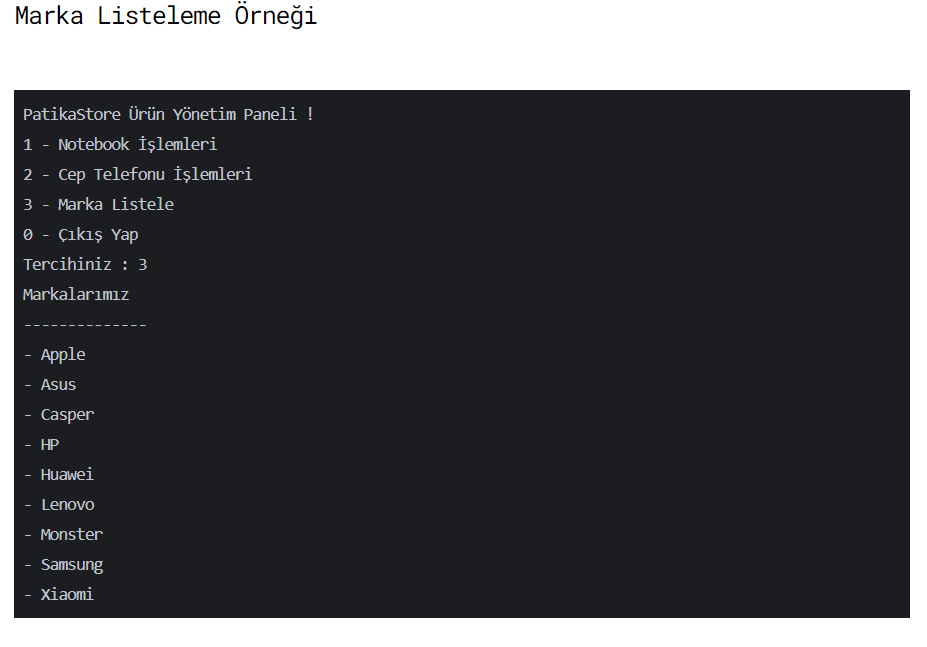 Marka Listeleme Örneği
PatikaStore Ürün Yönetim Paneli !
1 - Notebook İşlemleri
2 - Cep Telefonu İşlemleri
3 - Marka Listele
0 - Çıkış Yap
Tercihiniz : 3
Markalarımız
--------------
- Apple
- Asus
- Casper
- HP
- Huawei
- Lenovo
- Monster
- Samsung
- Xiaomi